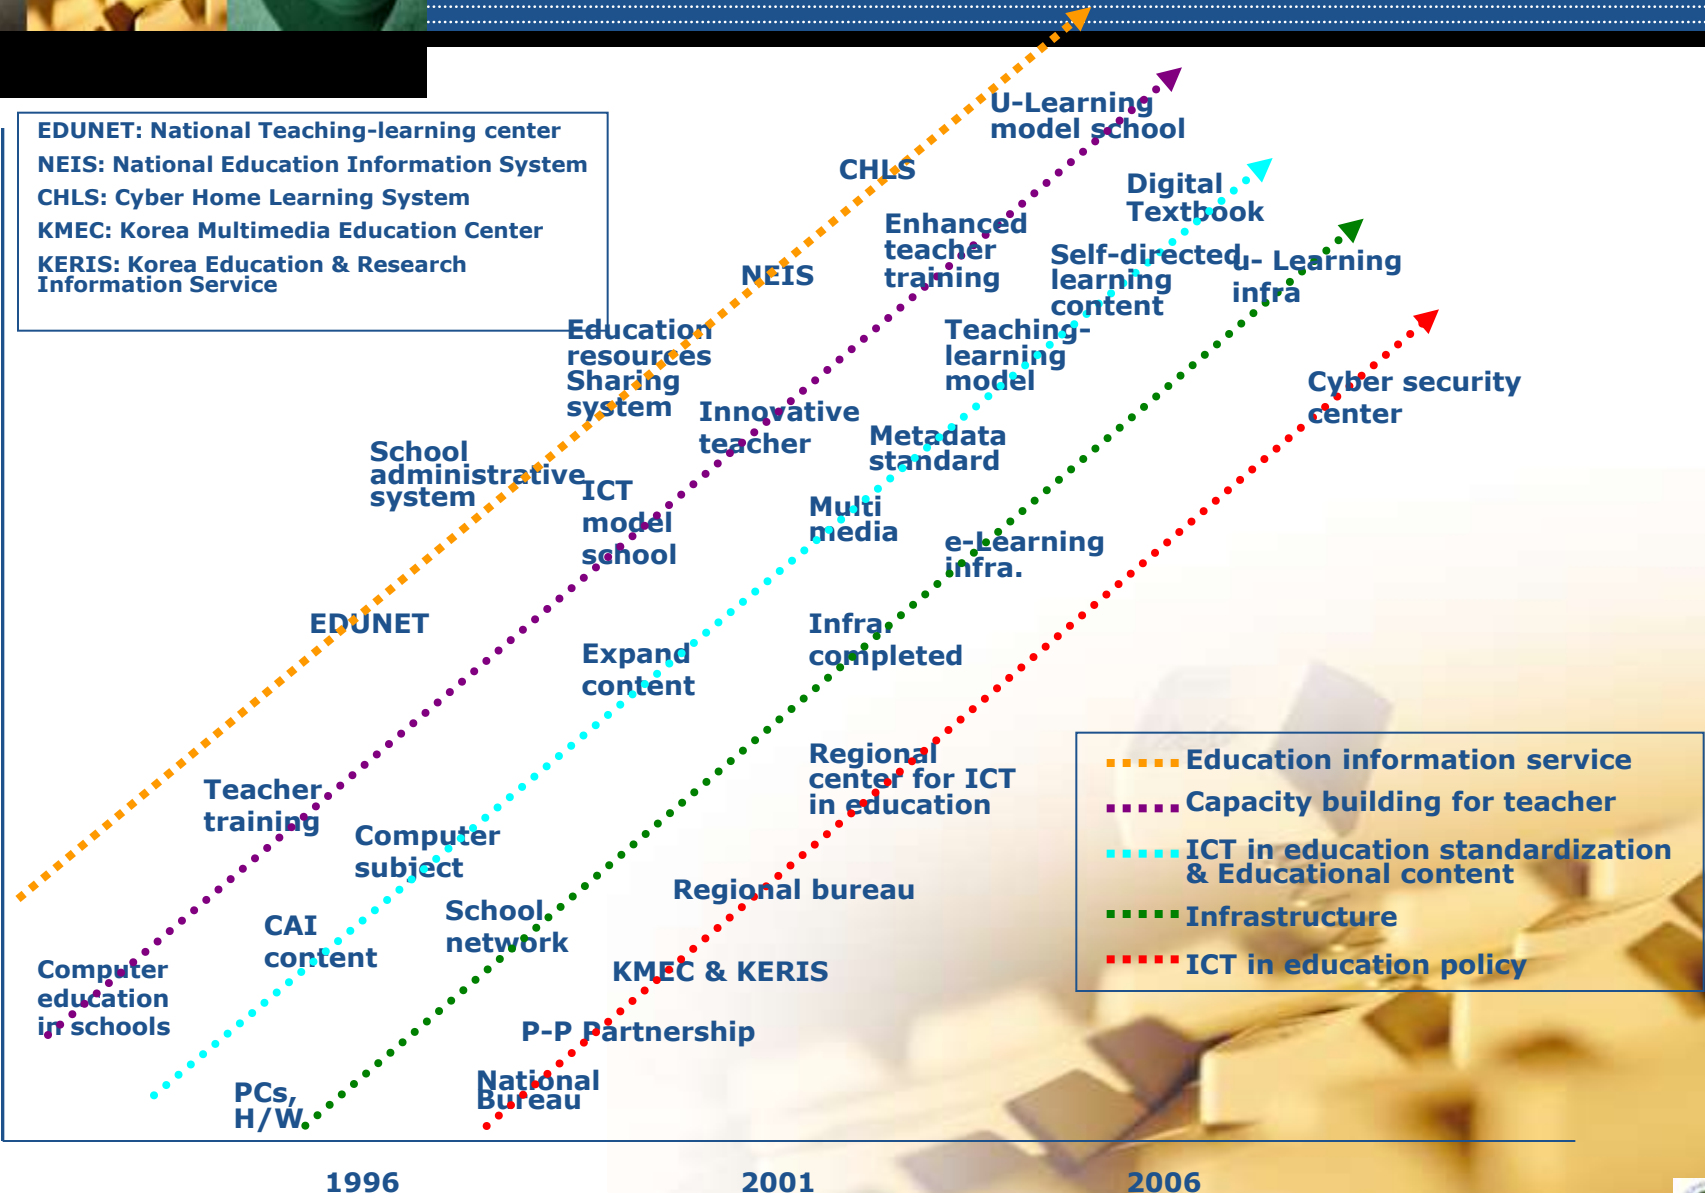 EDUNET: National Teaching-learning center
NEIS: National Education Information System
CHLS: Cyber Home Learning System
KMEC: Korea Multimedia Education Center
KERIS: Korea Education & Research
Information Service
U-Learning
model school
CHLS
Digital
Textbook
Enhanced
teacher
training
Self-directed
learning
content
u- Learning
infra
NEIS
Education
resources
Sharing
system
Teaching-
learning
model
Cyber security
center
Innovative
teacher
Metadata
standard
School
administrative
system
ICT
model
school
Multi
media
e-Learning
infra.
EDUNET
Infra.
completed
Expand
content
Regional
center for ICT
in education
Teacher
training
Computer
subject
Regional bureau
School
network
CAI
content
KMEC & KERIS
Computer
education
in schools
P-P Partnership
National
Bureau
PCs,
H/W
Education information service
Capacity building for teacher
ICT in education standardization
& Educational content
Infrastructure
ICT in education policy
1996
2001
2006